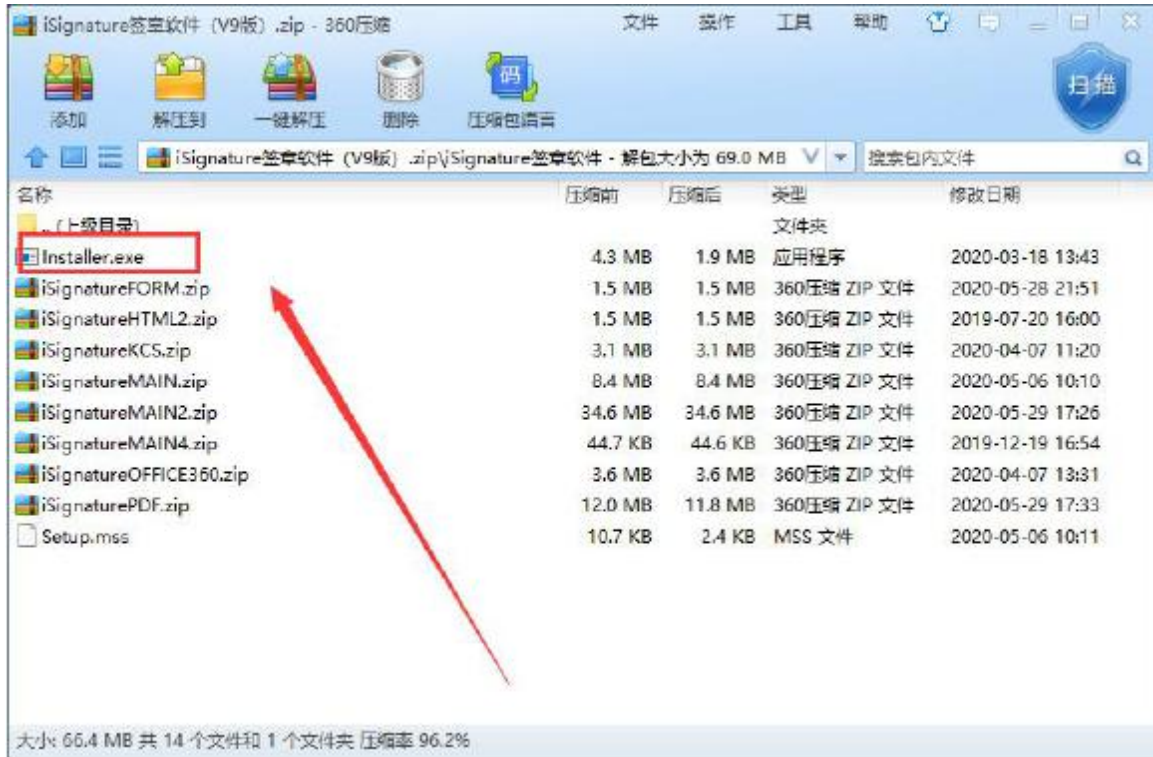 iSignature签章软件 (V9版) .zip - 360压缩 文件 操作 工具 帮助
添加 解压到 一键解压 删除 压缩包语言 扫描
码
iSignature签章软件 (V9版) .zip\iSignature签章软件 - 解包大小为 69.0 MB 搜索包内文件
名称 压缩前 压缩后 类型 修改日期
.. (上级目录) 文件夹
Installer.exe 4.3 MB 1.9 MB 应用程序 2020-03-18 13:43
iSignatureFORM.zip 1.5 MB 1.5 MB 360压缩 ZIP 文件 2020-05-28 21:51
iSignatureHTML2.zip 1.5 MB 1.5 MB 360压缩 ZIP 文件 2019-07-20 16:00
iSignatureKCS.zip 3.1 MB 3.1 MB 360压缩 ZIP 文件 2020-04-07 11:20
iSignatureMAIN.zip 8.4 MB 8.4 MB 360压缩 ZIP 文件 2020-05-06 10:10
iSignatureMAIN2.zip 34.6 MB 34.6 MB 360压缩 ZIP 文件 2020-05-29 17:26
iSignatureMAIN4.zip 44.7 KB 44.6 KB 360压缩 ZIP 文件 2019-12-19 16:54
iSignatureOFFICE360.zip 3.6 MB 3.6 MB 360压缩 ZIP 文件 2020-04-07 13:31
iSignaturePDF.zip 12.0 MB 11.8 MB 360压缩 ZIP 文件 2020-05-29 17:33
Setup.mss 10.7 KB 2.4 KB MSS 文件 2020-05-06 10:11
大小: 66.4 MB 共 14 个文件和 1 个文件夹 压缩率 96.2%